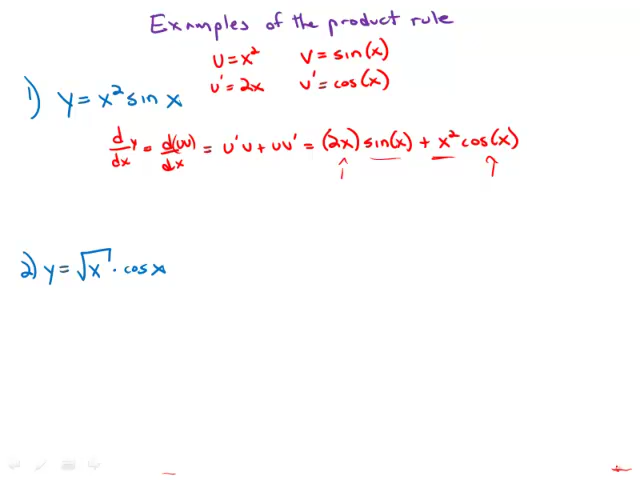 Examples of the product rule
u = x² v = sin(x)
u' = 2x v' = cos(x)
1) y = x² sin x
d/dx y = d(uv)/dx = u'v + uv' = (2x) sin(x) + x² cos(x)
2) y = √x · cos x